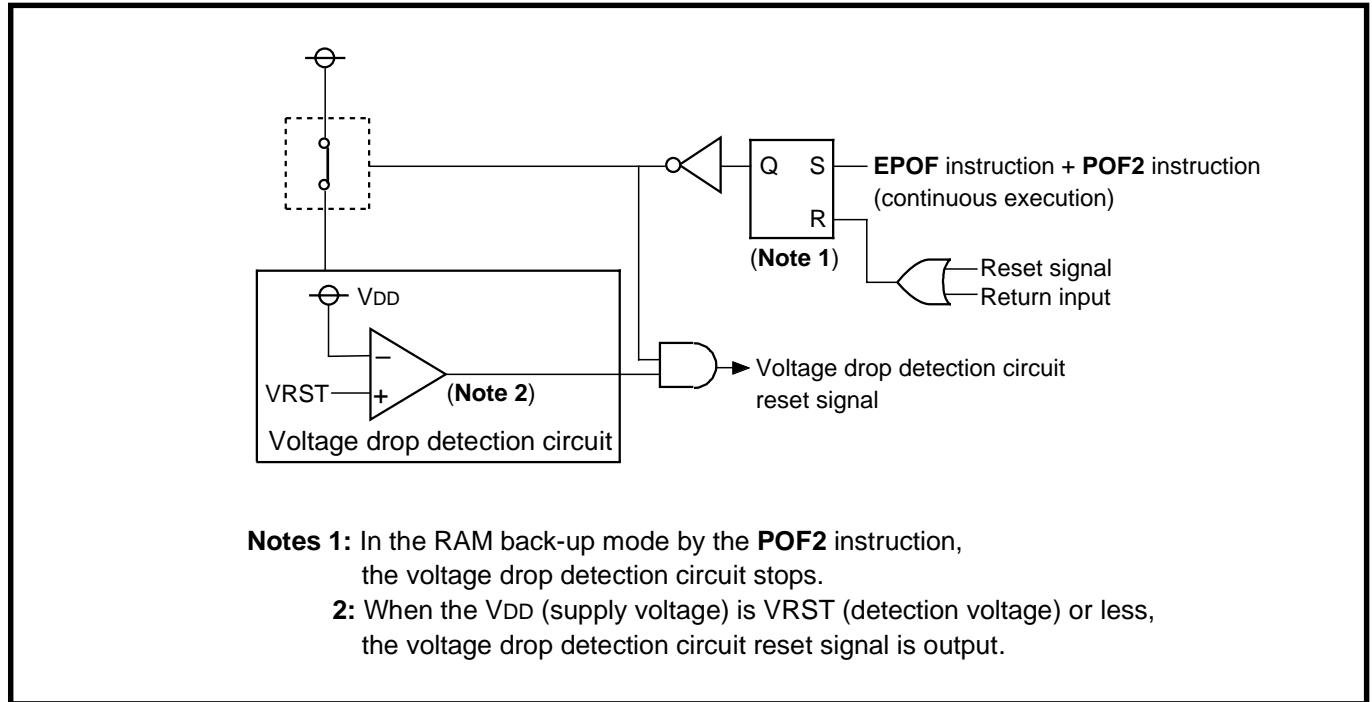 Q S
EPOF instruction + POF2 instruction
(continuous execution)
R
(Note 1)
Reset signal
Return input
VDD
−
VRST
+
(Note 2)
Voltage drop detection circuit
reset signal
Voltage drop detection circuit
Notes 1: In the RAM back-up mode by the POF2 instruction,
the voltage drop detection circuit stops.
2: When the VDD (supply voltage) is VRST (detection voltage) or less,
the voltage drop detection circuit reset signal is output.